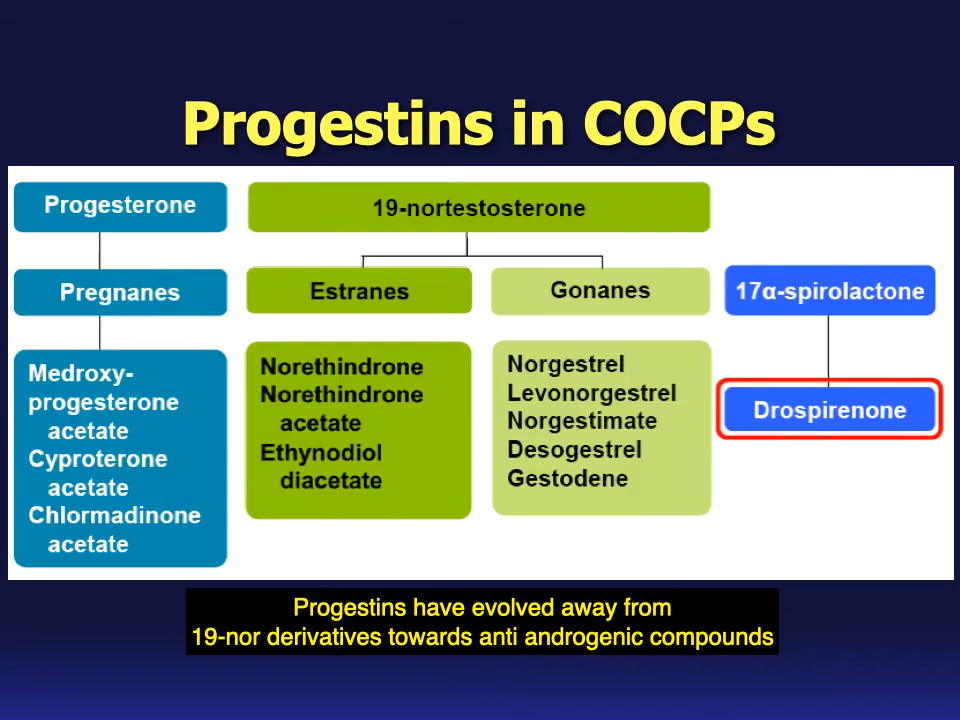 Progestins in COCPs
Progesterone
19-nortestosterone
Pregnanes
Estranes
Gonanes
17α-spirolactone
Medroxy-
progesterone
acetate
Cyproterone
acetate
Chlormadinone
acetate
Norethindrone
Norethindrone
acetate
Ethynodiol
diacetate
Norgestrel
Levonorgestrel
Norgestimate
Desogestrel
Gestodene
Drospirenone
Progestins have evolved away from
19-nor derivatives towards anti androgenic compounds